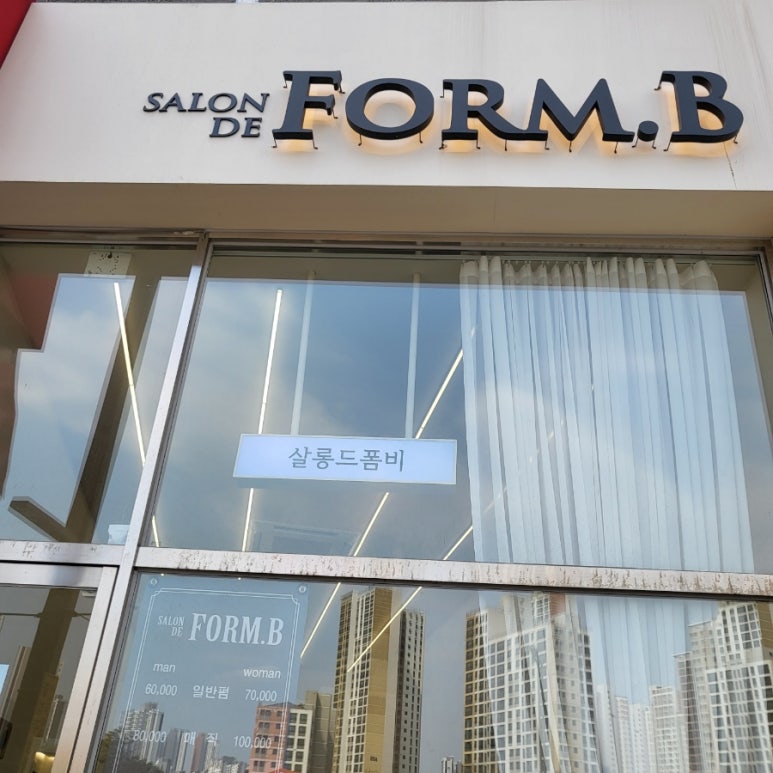 SALON
DE FORM.B
살롱드폼비
SALON
DE FORM.B
man woman
60,000 일반펌 70,000
80,000 매직 100,000